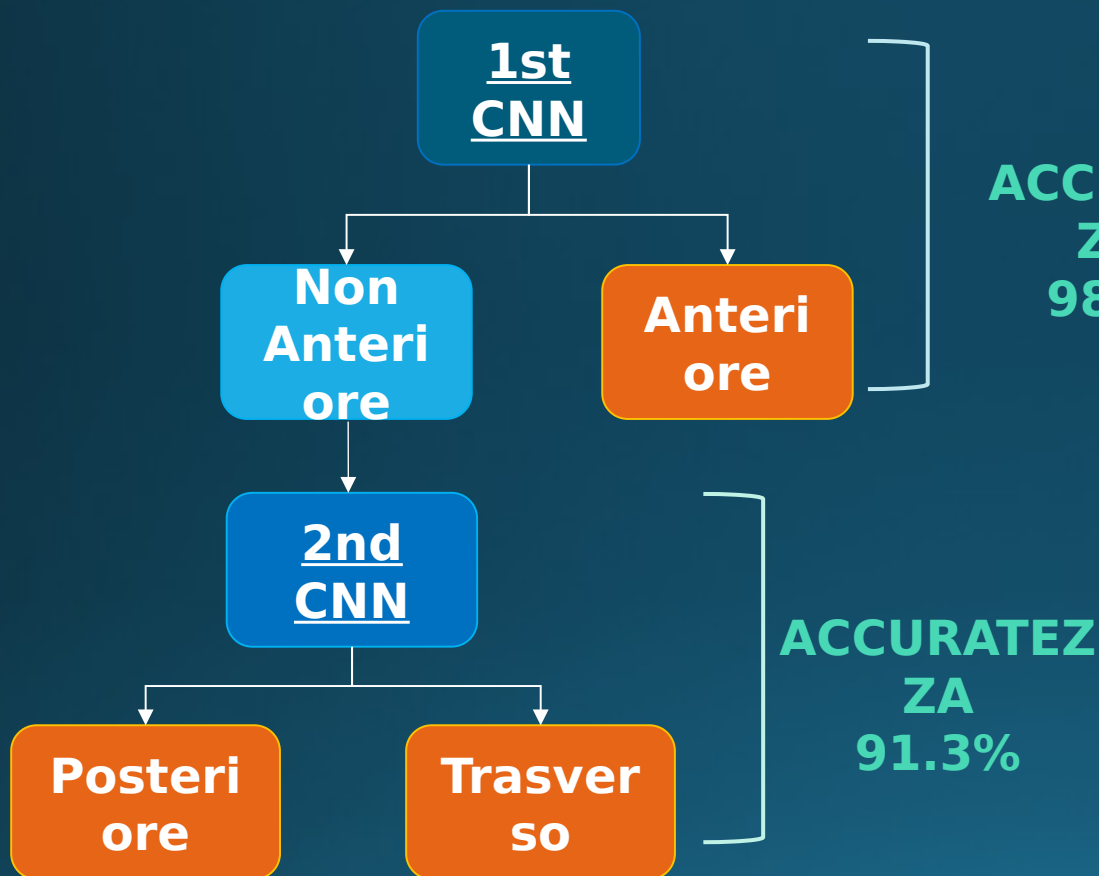 1st
CNN
Non
Anteri
ore
Anteri
ore
ACC
Z
98
2nd
CNN
ACCURATEZ
ZA
91.3%
Posteri
ore
Trasver
so